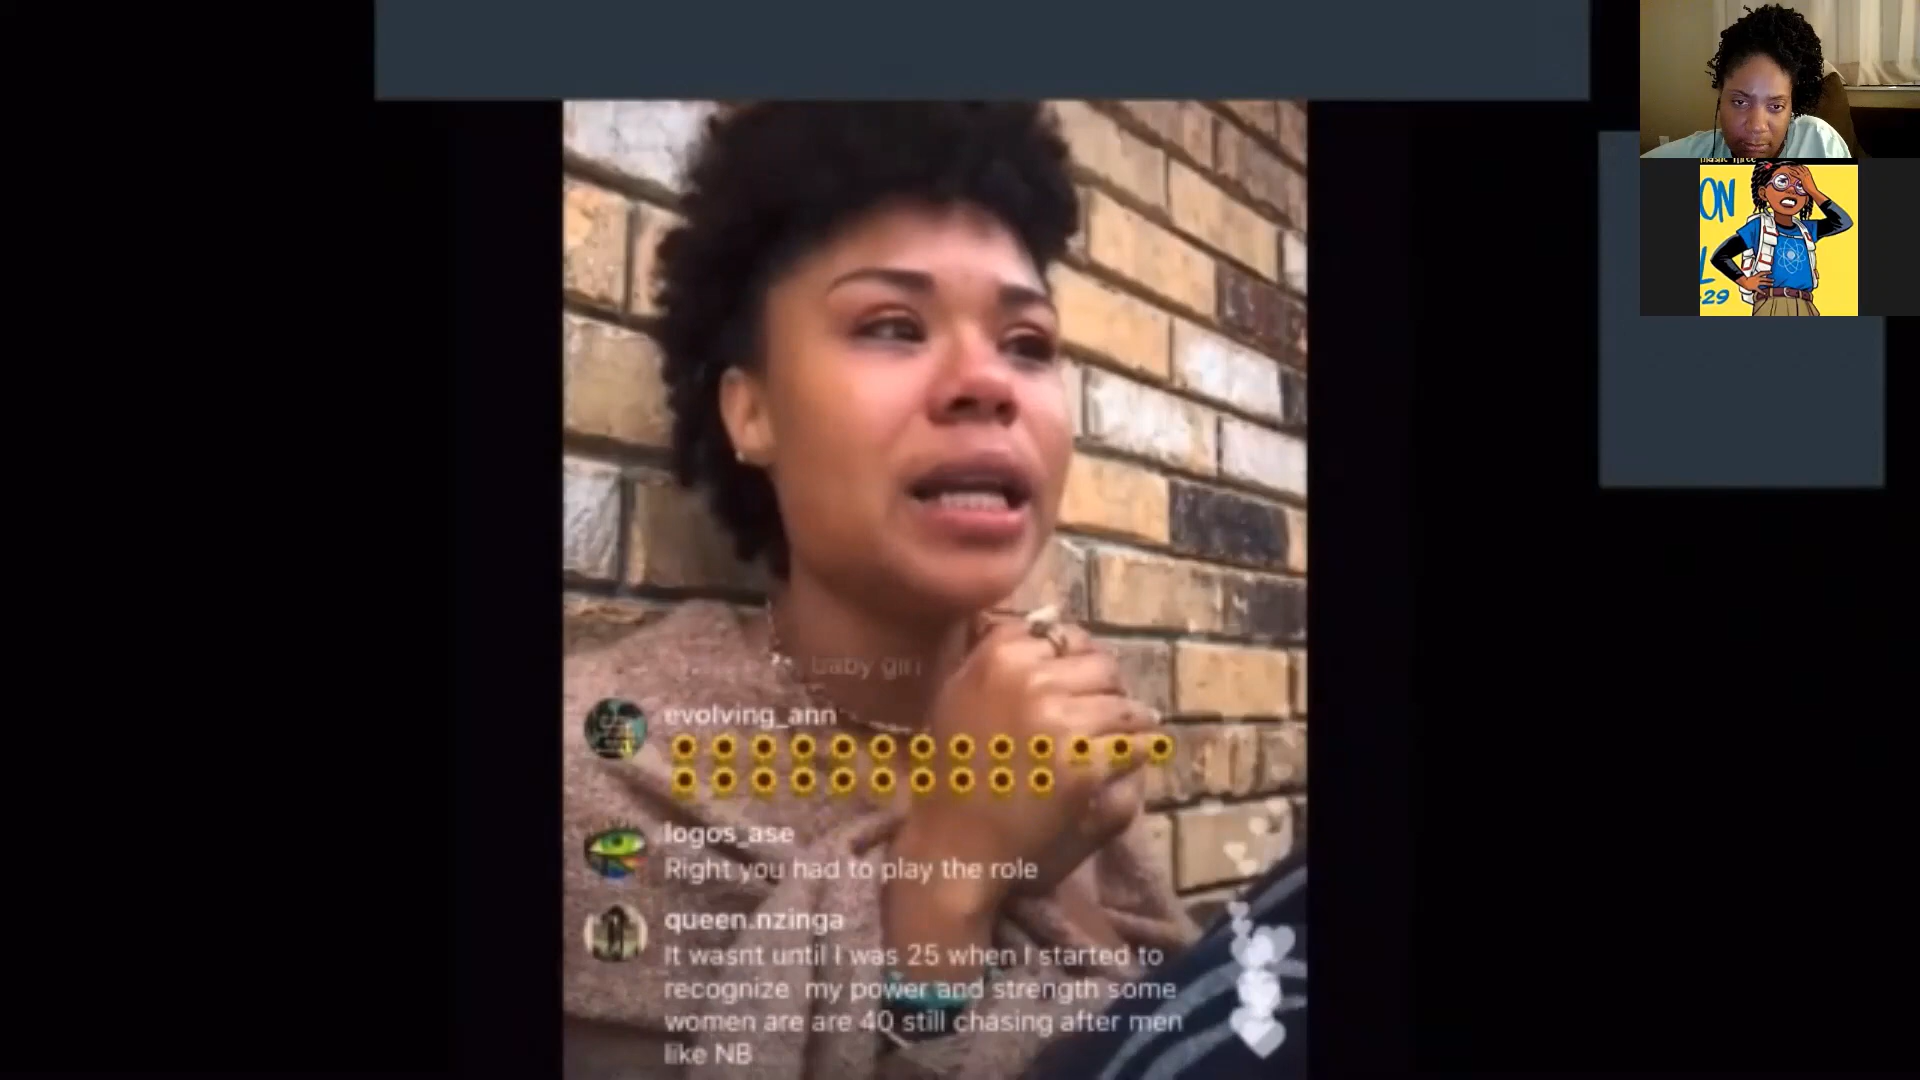 baby girl
evolving_ann
logos_ase
Right you had to play the role
queen.nzinga
It wasnt until I was 25 when I started to
recognize my power and strength some
women are are 40 still chasing after men
like NB
ON
29